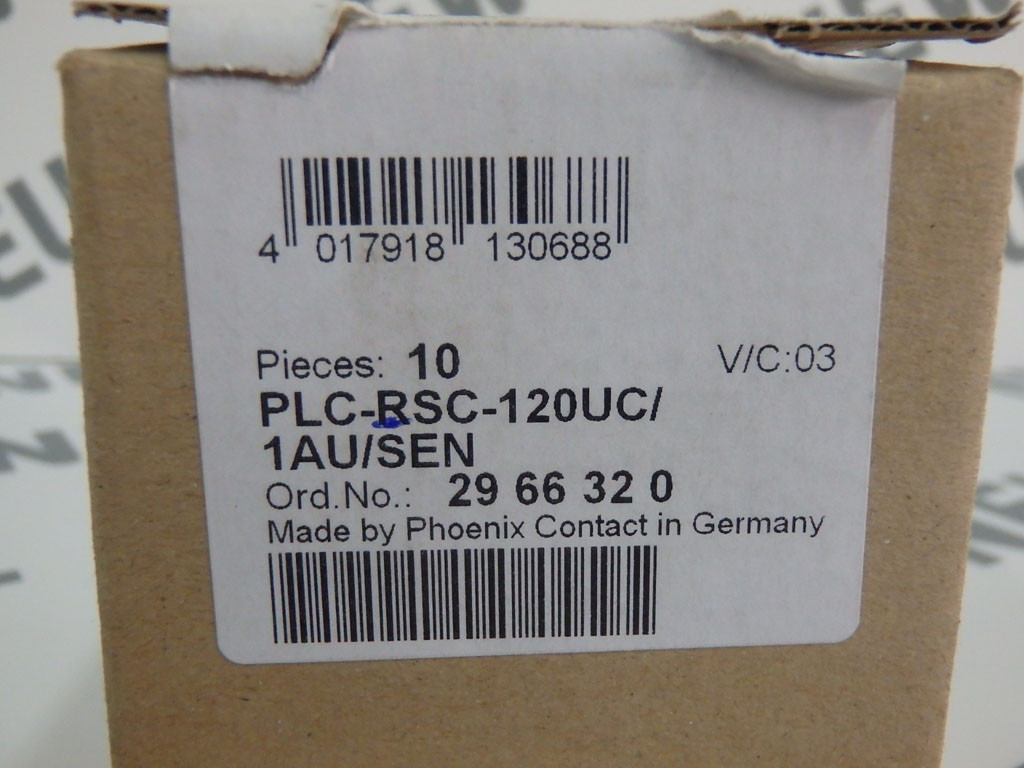 4 017918 130688
Pieces: 10 V/C:03
PLC-RSC-120UC/
1AU/SEN
Ord.No.: 29 66 32 0
Made by Phoenix Contact in Germany